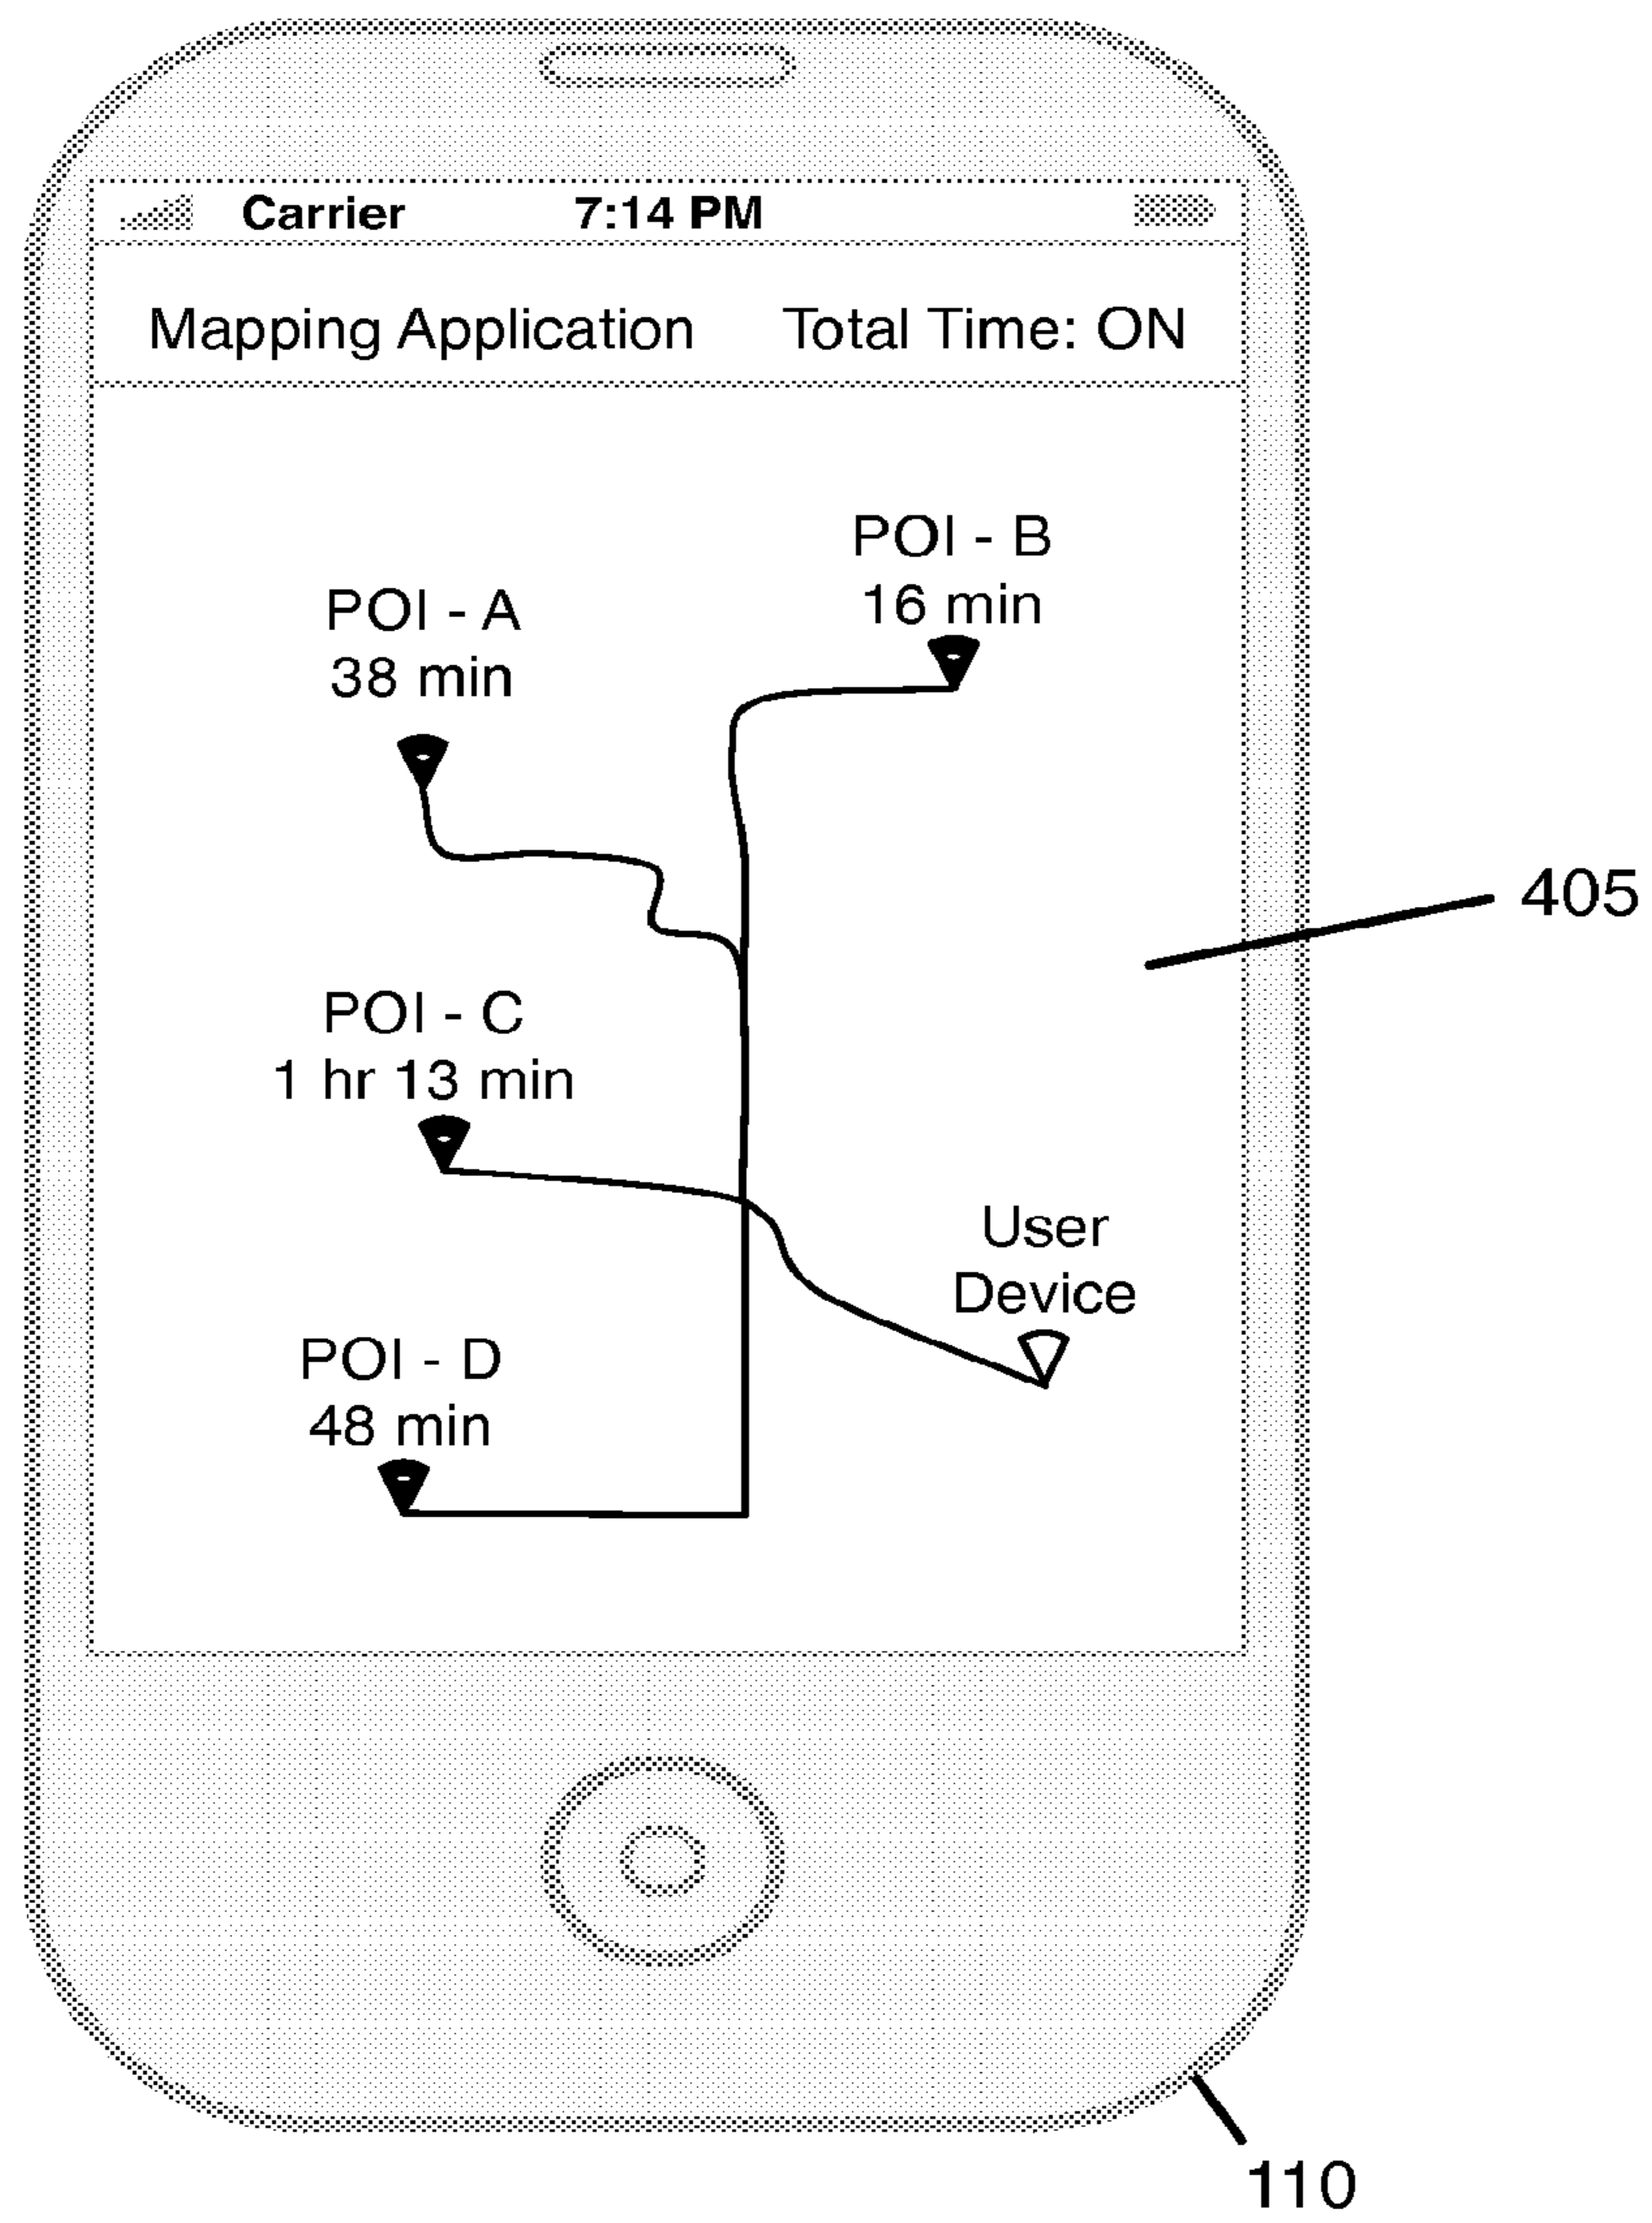 Carrier 7:14 PM
Mapping Application Total Time: ON
POI - B
16 min
POI - A
38 min
405
POI - C
1 hr 13 min
User
Device
POI - D
48 min
110